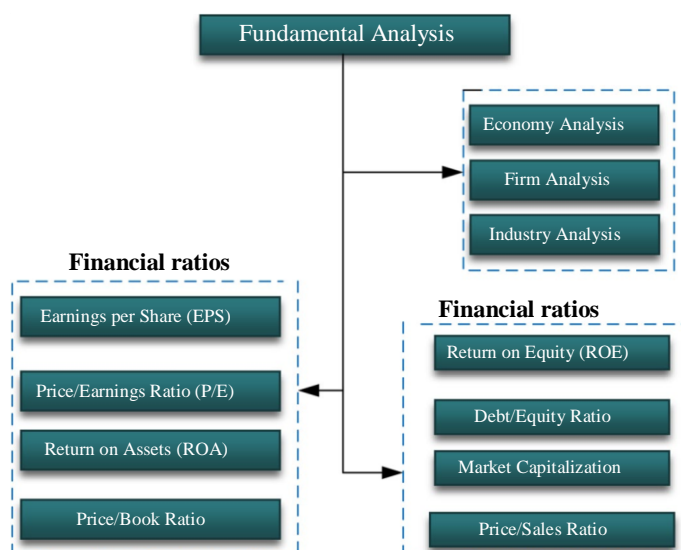 Fundamental Analysis
Economy Analysis
Firm Analysis
Industry Analysis
Financial ratios
Earnings per Share (EPS)
Price/Earnings Ratio (P/E)
Return on Assets (ROA)
Price/Book Ratio
Financial ratios
Return on Equity (ROE)
Debt/Equity Ratio
Market Capitalization
Price/Sales Ratio